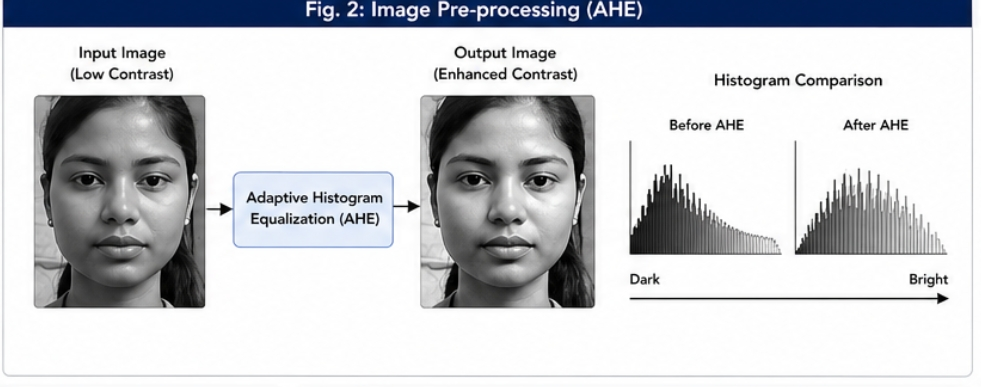 Fig. 2: Image Pre-processing (AHE)
Input Image
(Low Contrast)
Adaptive Histogram
Equalization (AHE)
Output Image
(Enhanced Contrast)
Histogram Comparison
Before AHE
After AHE
Dark
Bright